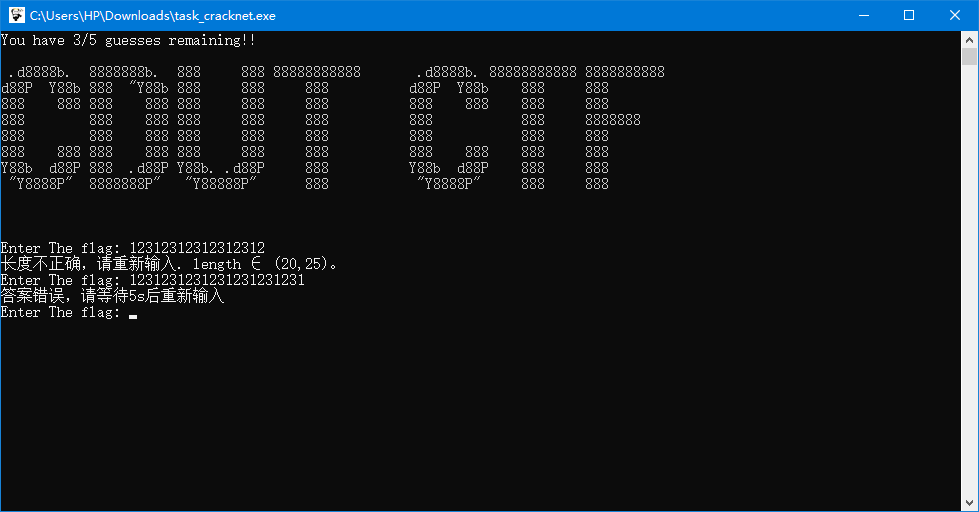 C:\Users\HP\Downloads\task_cracknet.exe
You have 3/5 guesses remaining!!
 .d8888b.  8888888b.  888     888 88888888888       .d8888b. 88888888888 8888888888
d88P  Y88b 888  "Y88b 888     888   888          d88P  Y88b    888     888
888    888 888    888 888     888     888          888    888    888     888
888        888    888 888     888     888          888           888     8888888
888        888    888 888     888     888          888           888     888
888    888 888    888 888     888     888          888    888    888     888
Y88b  d88P 888  .d88P Y88b. .d88P     888          Y88b  d88P    888     888
 "Y8888P"  8888888P"   "Y88888P"      888           "Y8888P"     888     888
Enter The flag: 12312312312312312
长度不正确，请重新输入. length ∈ (20,25)。
Enter The flag: 1231231231231231231231
答案错误，请等待5s后重新输入
Enter The flag: